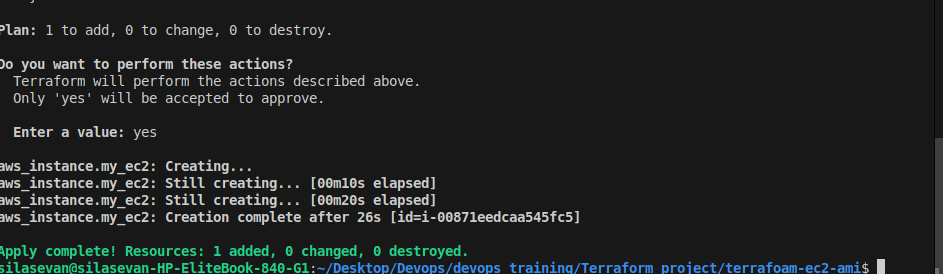 Plan: 1 to add, 0 to change, 0 to destroy.
Do you want to perform these actions?
Terraform will perform the actions described above.
Only 'yes' will be accepted to approve.
Enter a value: yes
aws_instance.my_ec2: Creating...
aws_instance.my_ec2: Still creating... [00m10s elapsed]
aws_instance.my_ec2: Still creating... [00m20s elapsed]
aws_instance.my_ec2: Creation complete after 26s [id=i-00871eedcaa545fc5]
Apply complete! Resources: 1 added, 0 changed, 0 destroyed.
silasevan@silasevan-HP-EliteBook-840-G1:~/Desktop/Devops/devops_training/Terraform_project/terrafoam-ec2-ami$